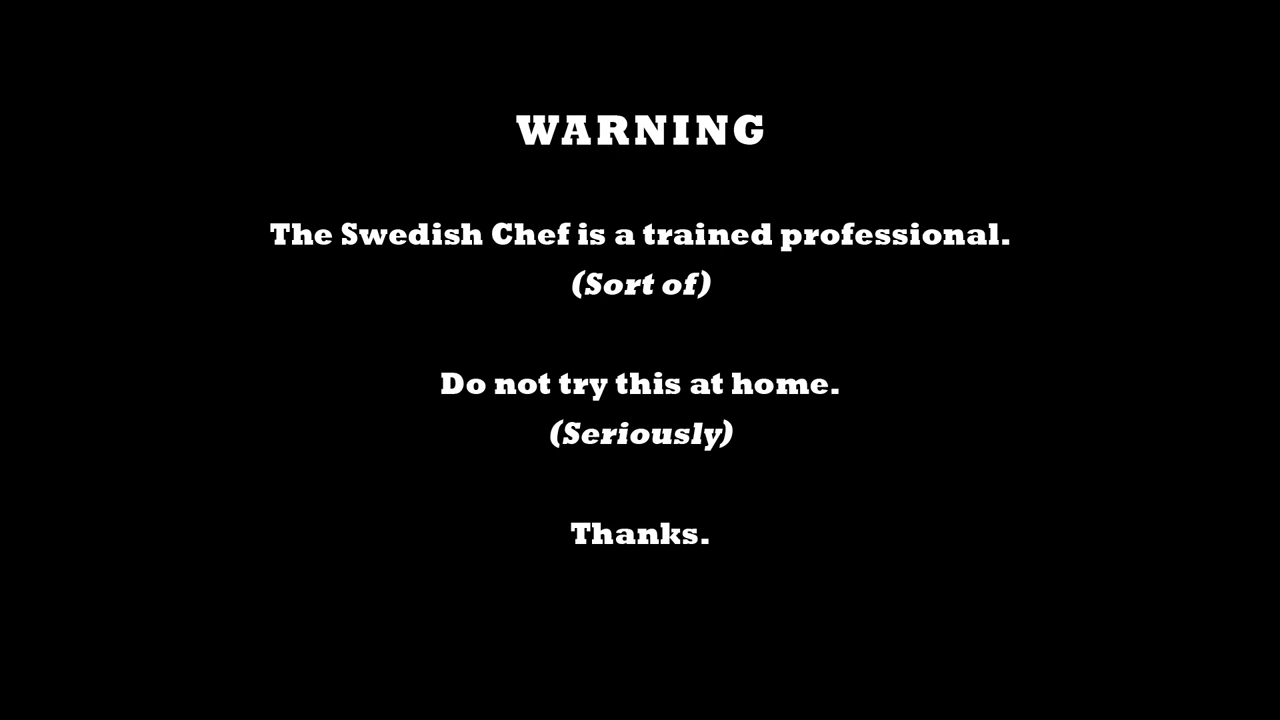 WARNING
The Swedish Chef is a trained professional.
(Sort of)
Do not try this at home.
(Seriously)
Thanks.